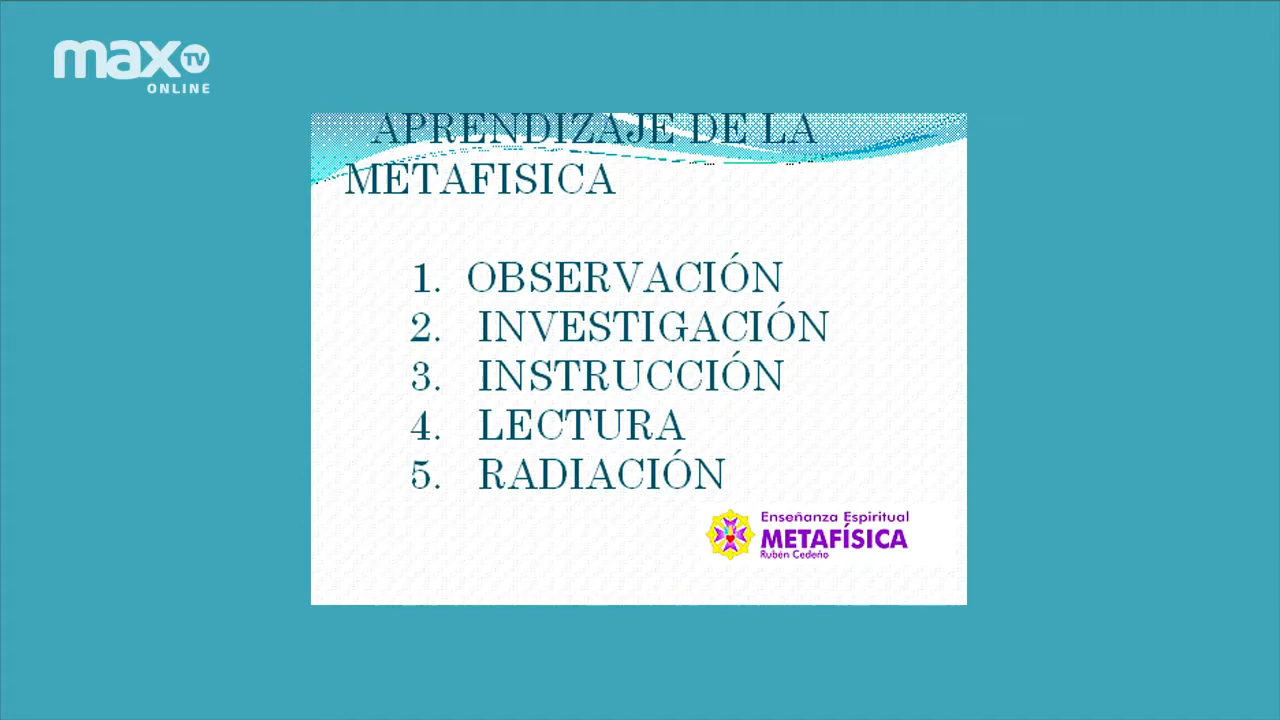 max TV
ONLINE
APRENDIZAJE DE LA
METAFISICA
1. OBSERVACIÓN
2. INVESTIGACIÓN
3. INSTRUCCIÓN
4. LECTURA
5. RADIACIÓN
Enseñanza Espiritual
METAFÍSICA
Rubén Cedeño